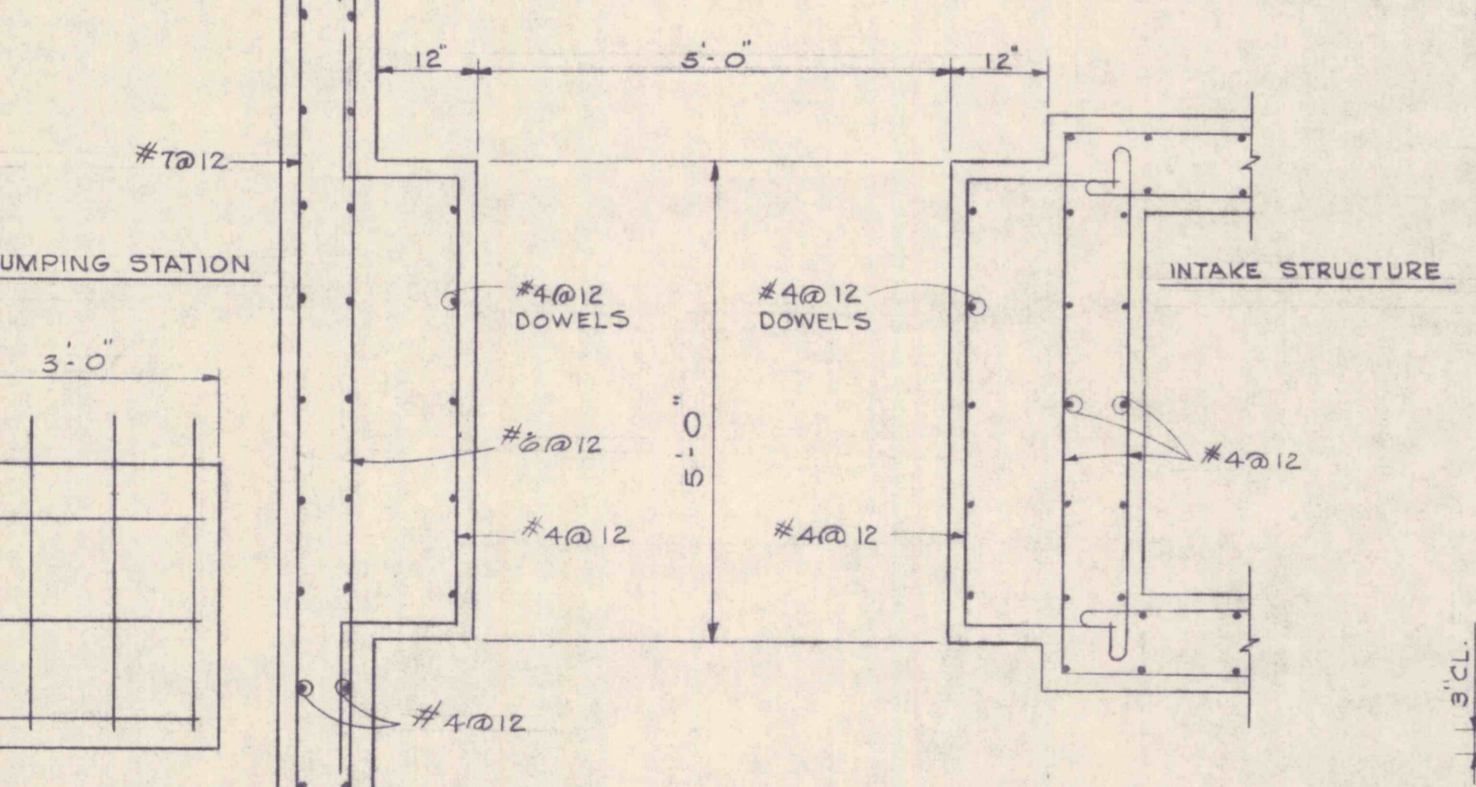 12"
5'-0"
12"
#7@12
UMPING STATION
INTAKE STRUCTURE
#4@12
DOWELS
#4@12
DOWELS
3'-0"
5'-0"
#6@12
#4@12
#4@12
#4@12
#4@12
3"CL.